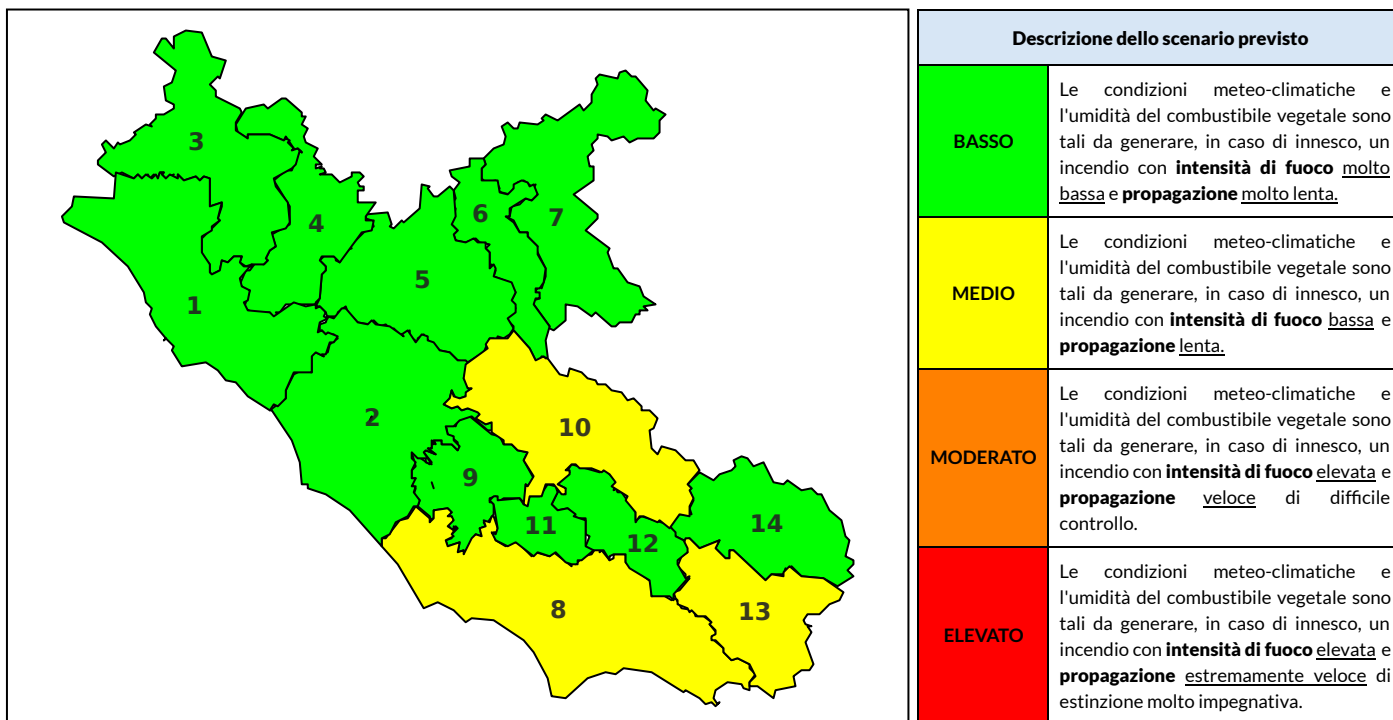 3
4
6
7
5
1
2
10
9
11
12
14
8
13
Descrizione dello scenario previsto
BASSO
Le condizioni meteo-climatiche e
l'umidità del combustibile vegetale sono
tali da generare, in caso di innesco, un
incendio con intensità di fuoco molto
bassa e propagazione molto lenta.
MEDIO
Le condizioni meteo-climatiche e
l'umidità del combustibile vegetale sono
tali da generare, in caso di innesco, un
incendio con intensità di fuoco bassa e
propagazione lenta.
MODERATO
Le condizioni meteo-climatiche e
l'umidità del combustibile vegetale sono
tali da generare, in caso di innesco, un
incendio con intensità di fuoco elevata e
propagazione veloce di difficile
controllo.
ELEVATO
Le condizioni meteo-climatiche e
l'umidità del combustibile vegetale sono
tali da generare, in caso di innesco, un
incendio con intensità di fuoco elevata e
propagazione estremamente veloce di
estinzione molto impegnativa.